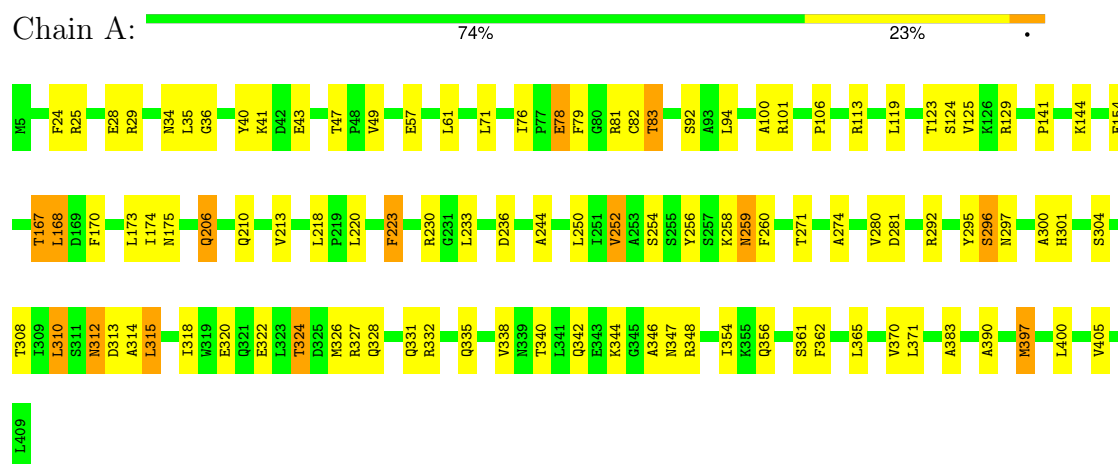 Chain A:
74% 23% •
M5 F24 R25 E28 R29 N34 L35 G36 Y40 K41 D42 E43 T47 P48 V49 E57 L61 L71 I76 P77 E78 F79 G80 R81 C82 T83 S92 A93 L94 A100 R101 P106 R113 L119 T123 S124 V125 K126 R129 P141 K144
T167 L168 D169 F170 L173 I174 N175 Q206 Q210 V213 L218 P219 L220 F223 R230 G231 L233 D236 A244 L250 I251 V252 A253 S254 S255 Y256 S257 K258 N259 F260 T271 A274 V280 D281 R292 Y295 S296 N297 A300 H301 S304
T308 I309 L310 S311 N312 D313 A314 L315 I318 W319 E320 Q321 E322 L323 T324 D325 M326 R327 Q328 Q331 R332 Q335 V338 N339 T340 L341 Q342 E343 K344 G345 A346 N347 R348 I354 K355 Q356 S361 F362 L365 V370 L371 A383 A390 M397 L400 V405
L409